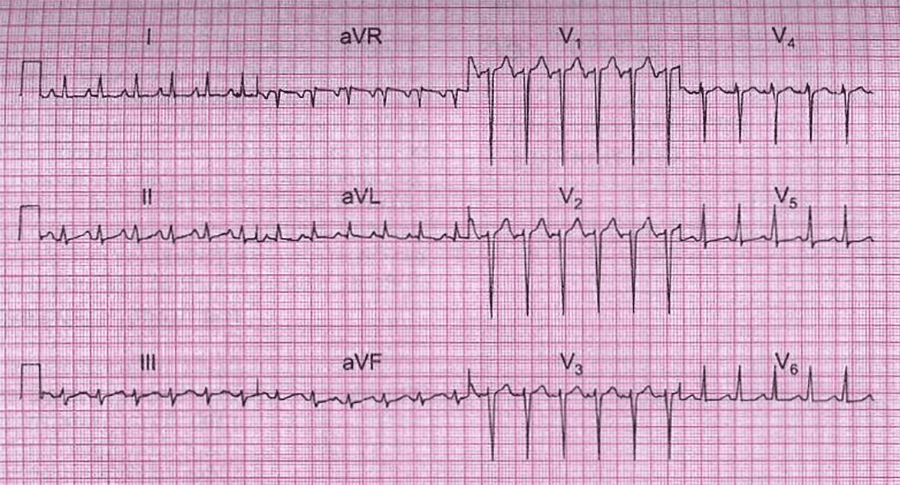 I aVR V₁ V₄
II aVL V₂ V₅
III aVF V₃ V₆